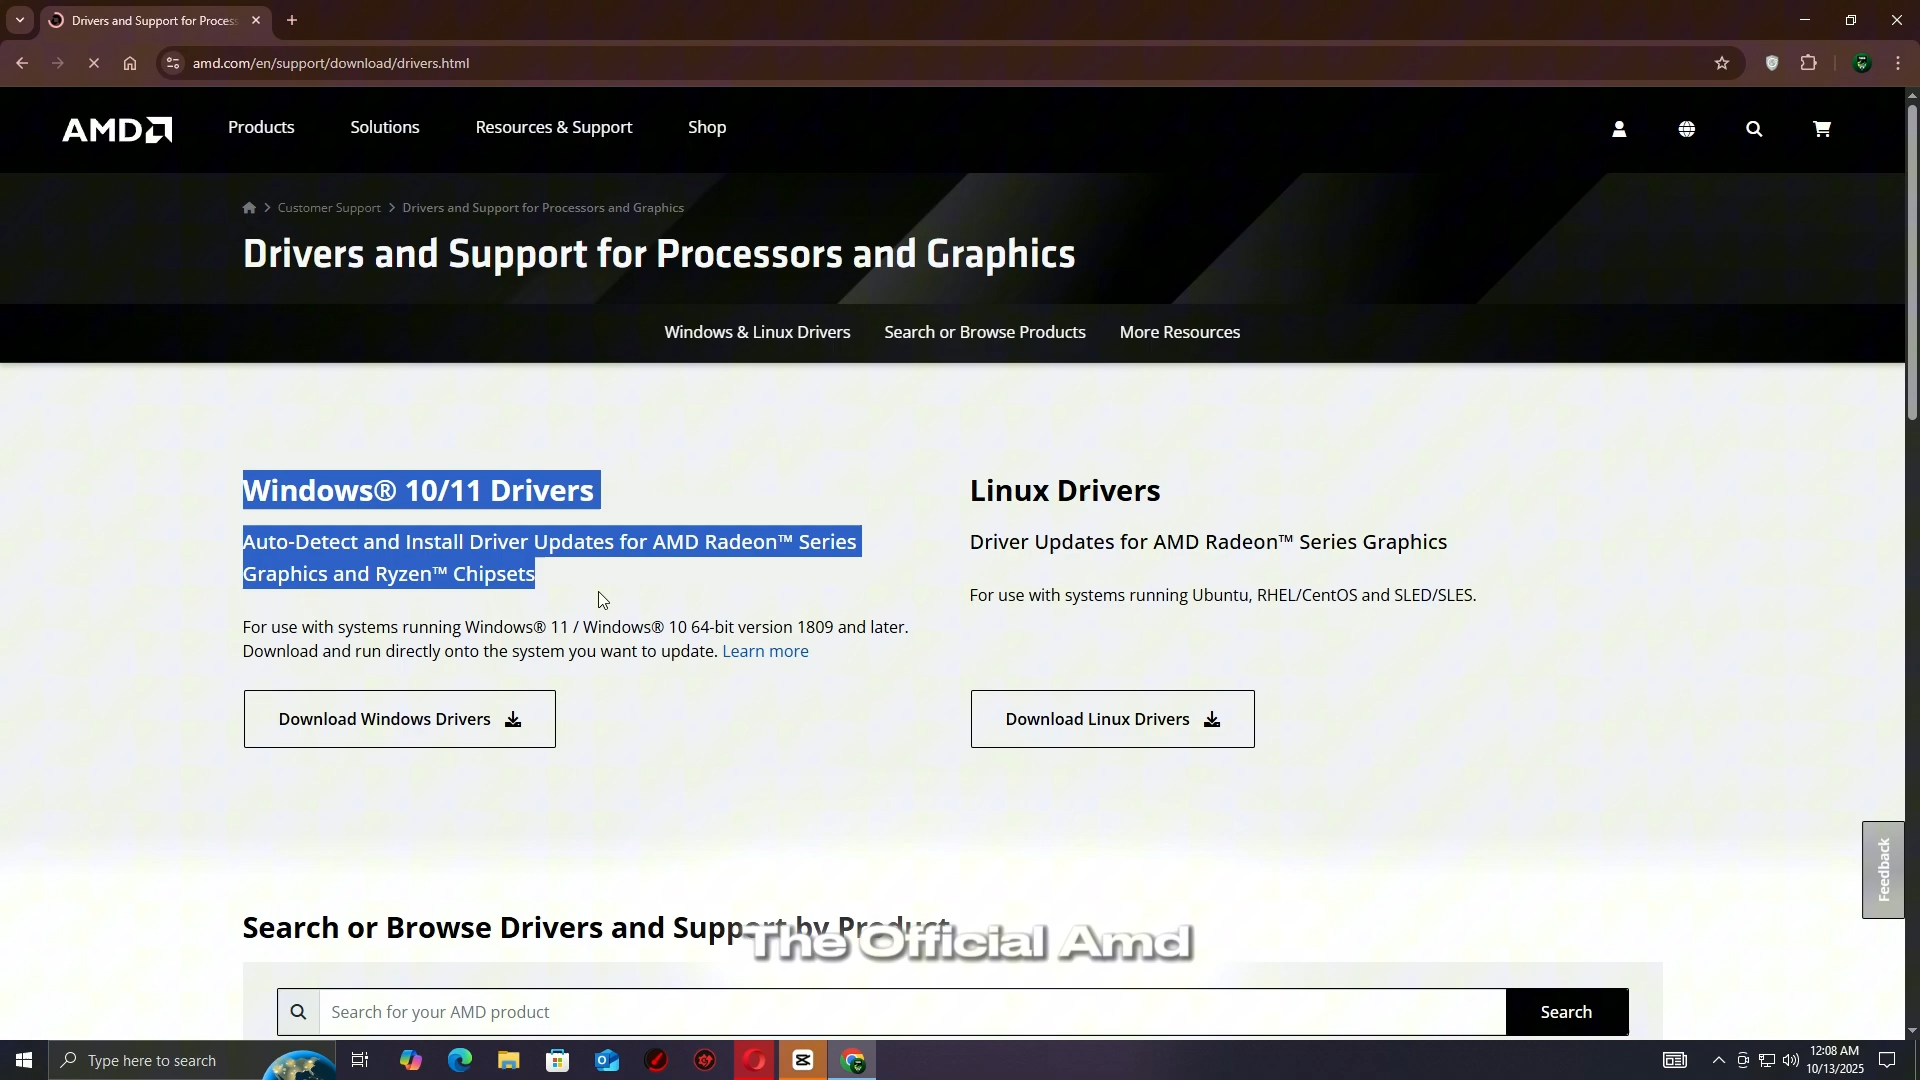 Drivers and Support for Process
amd.com/en/support/download/drivers.html
AMD
Products
Solutions
Resources & Support
Shop
Customer Support
Drivers and Support for Processors and Graphics
Drivers and Support for Processors and Graphics
Windows & Linux Drivers
Search or Browse Products
More Resources
Windows® 10/11 Drivers
Auto-Detect and Install Driver Updates for AMD Radeon™ Series
Graphics and Ryzen™ Chipsets
For use with systems running Windows® 11 / Windows® 10 64-bit version 1809 and later.
Download and run directly onto the system you want to update. Learn more
Download Windows Drivers
Linux Drivers
Driver Updates for AMD Radeon™ Series Graphics
For use with systems running Ubuntu, RHEL/CentOS and SLED/SLES.
Download Linux Drivers
Feedback
Search or Browse Drivers and Support by Product
The Official Amd
Search for your AMD product
Search
Type here to search
12:08 AM
10/13/2025